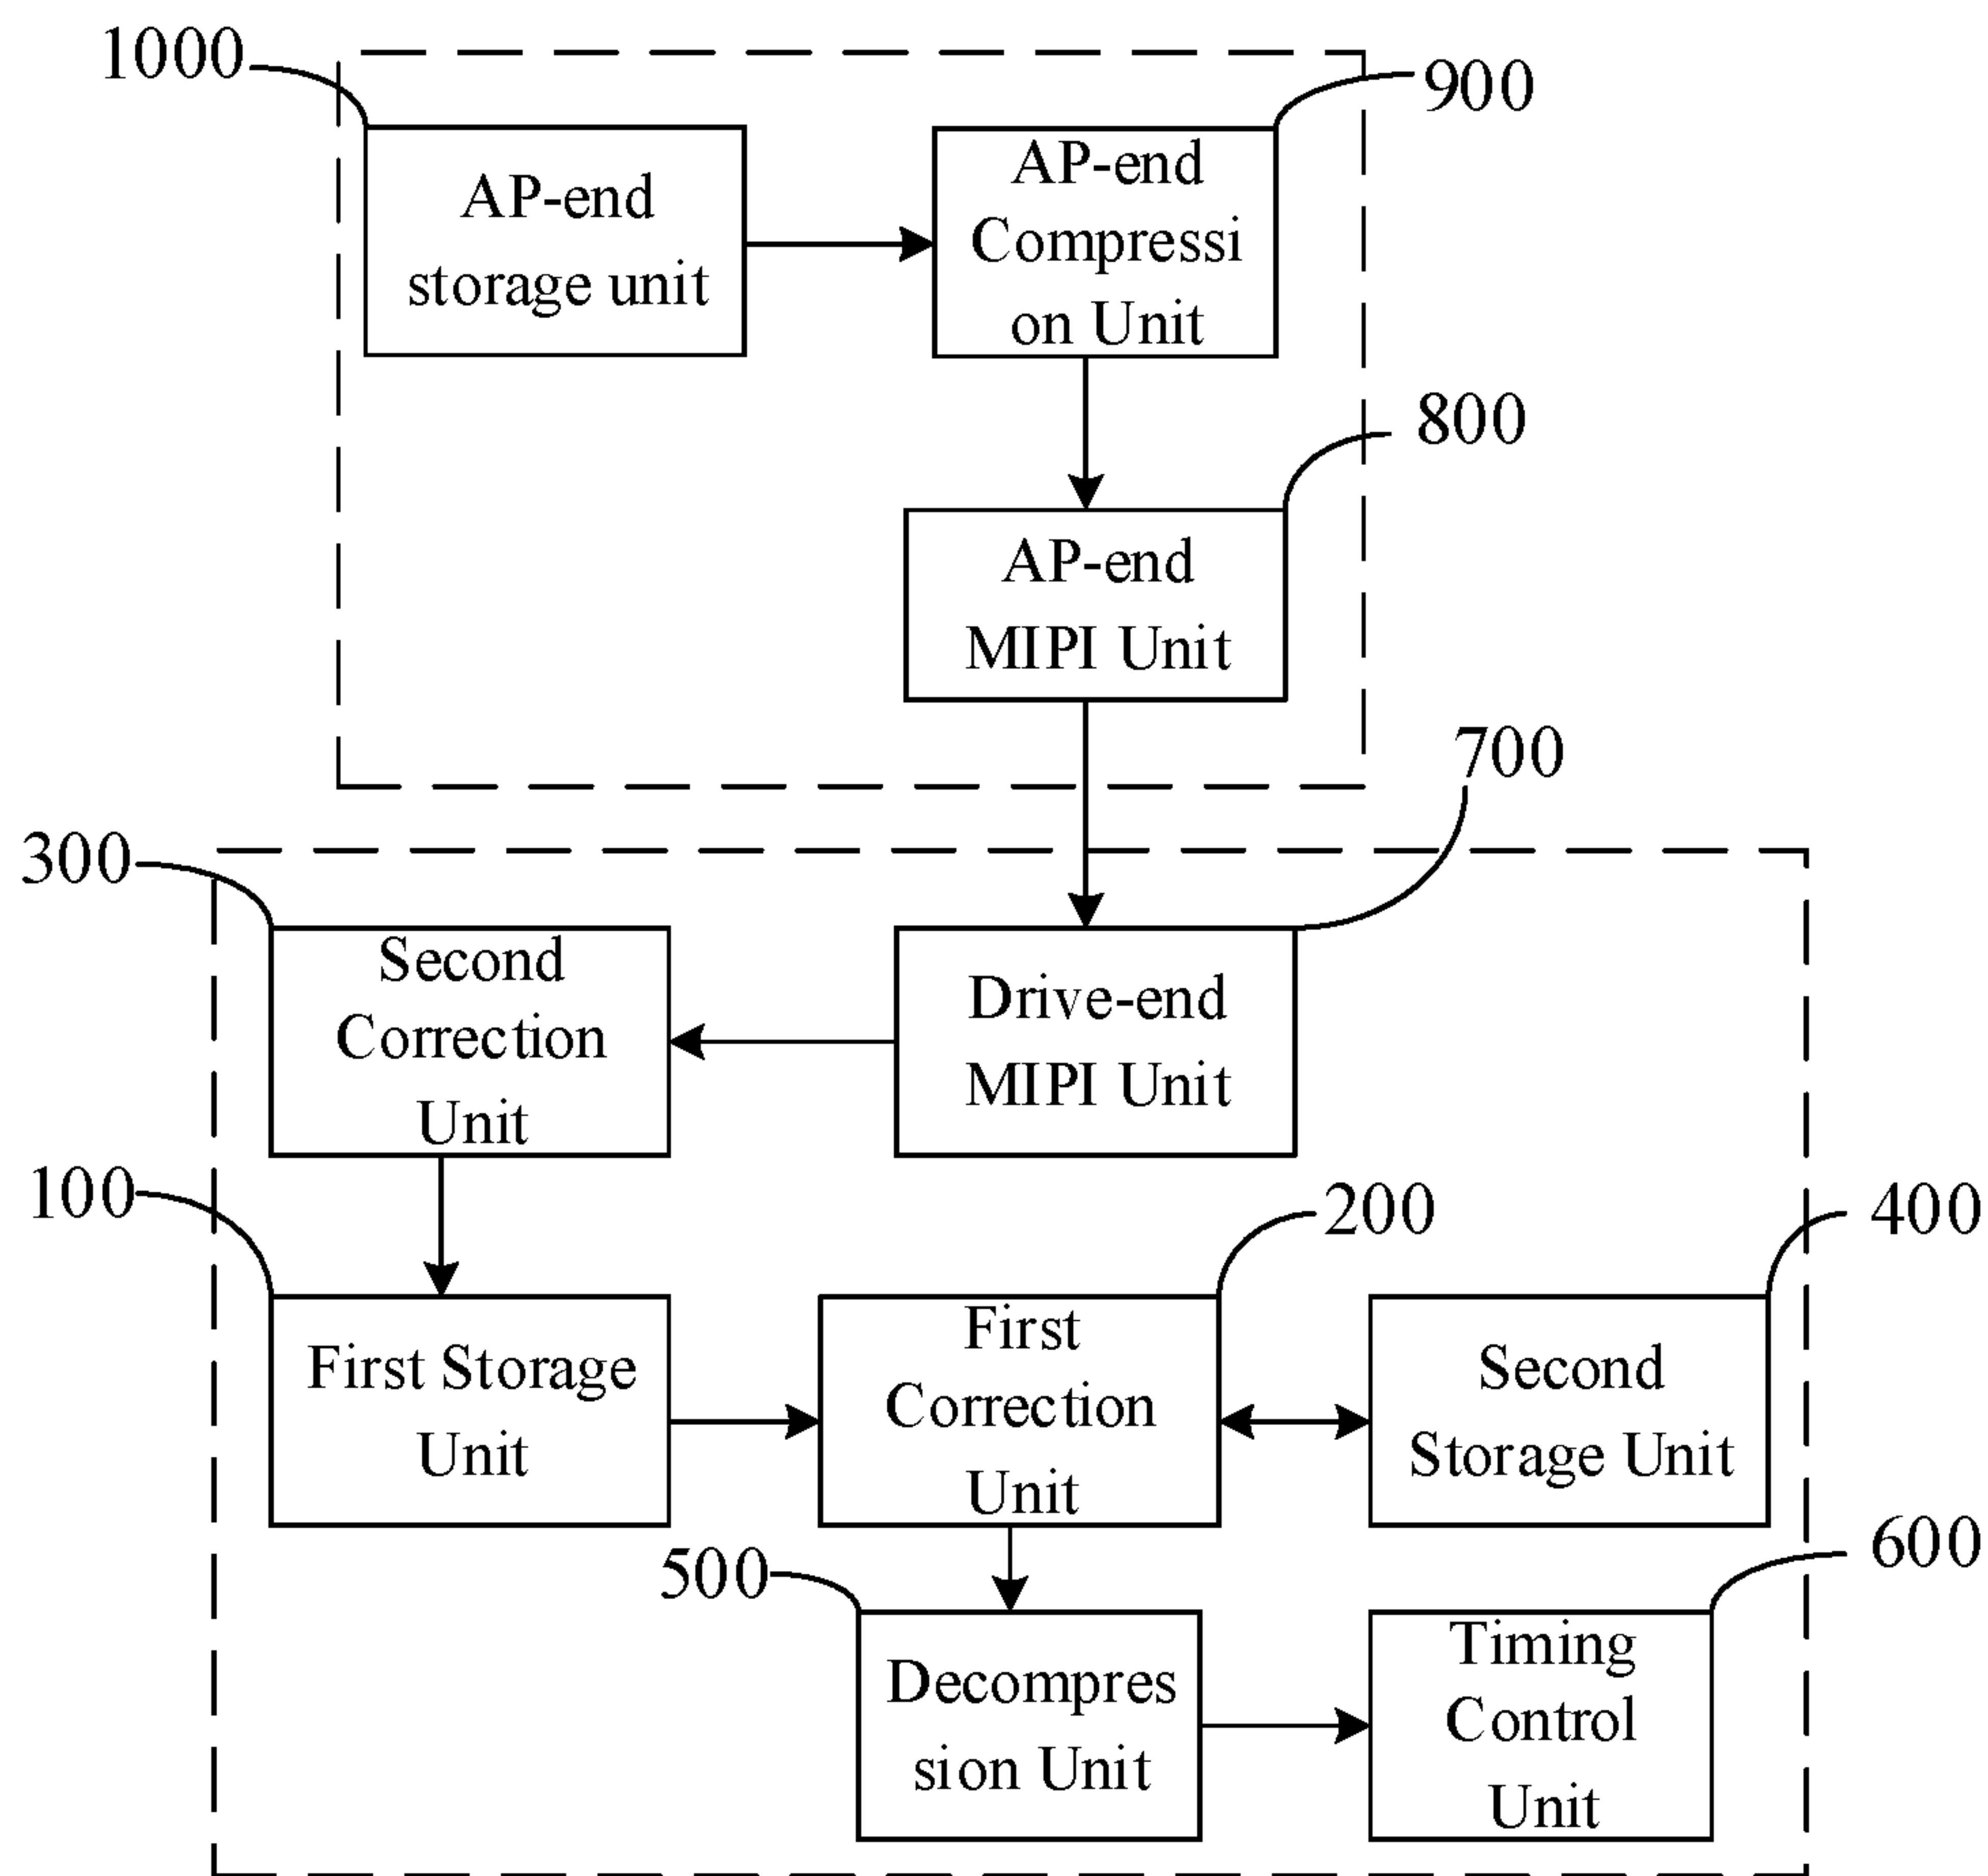 1000
900
AP-end
storage unit
AP-end
Compressi
on Unit
800
AP-end
MIPI Unit
700
300
Second
Correction
Unit
Drive-end
MIPI Unit
100
200
400
First Storage
Unit
First
Correction
Unit
Second
Storage Unit
500
600
Decompres
sion Unit
Timing
Control
Unit